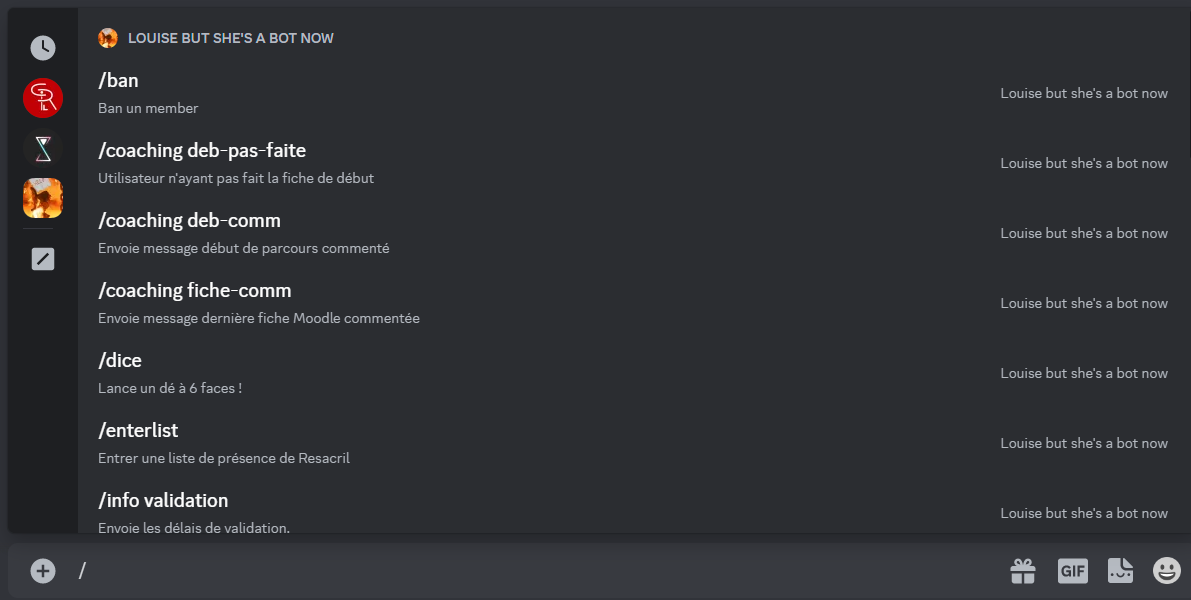 LOUISE BUT SHE'S A BOT NOW
/ban
Ban un member
Louise but she's a bot now
/coaching deb-pas-faite
Utilisateur n'ayant pas fait la fiche de début
Louise but she's a bot now
/coaching deb-comm
Envoie message début de parcours commenté
Louise but she's a bot now
/coaching fiche-comm
Envoie message dernière fiche Moodle commentée
Louise but she's a bot now
/dice
Lance un dé à 6 faces !
Louise but she's a bot now
/enterlist
Entrer une liste de présence de Resacril
Louise but she's a bot now
/info validation
Envoie les délais de validation.
Louise but she's a bot now
/
GIF